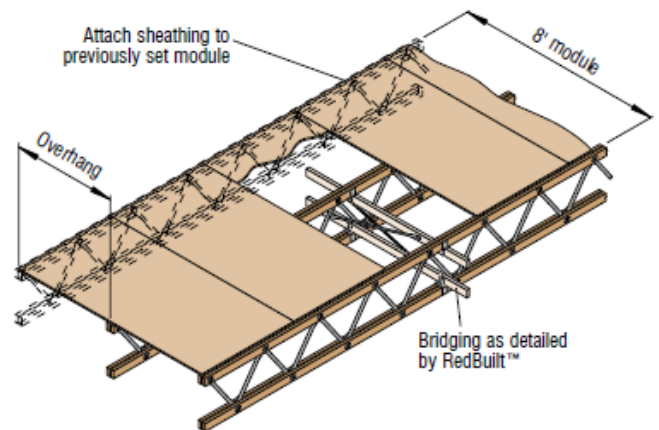 Attach sheathing to
previously set module
8' module
Overhang
Bridging as detailed
by RedBuilt™